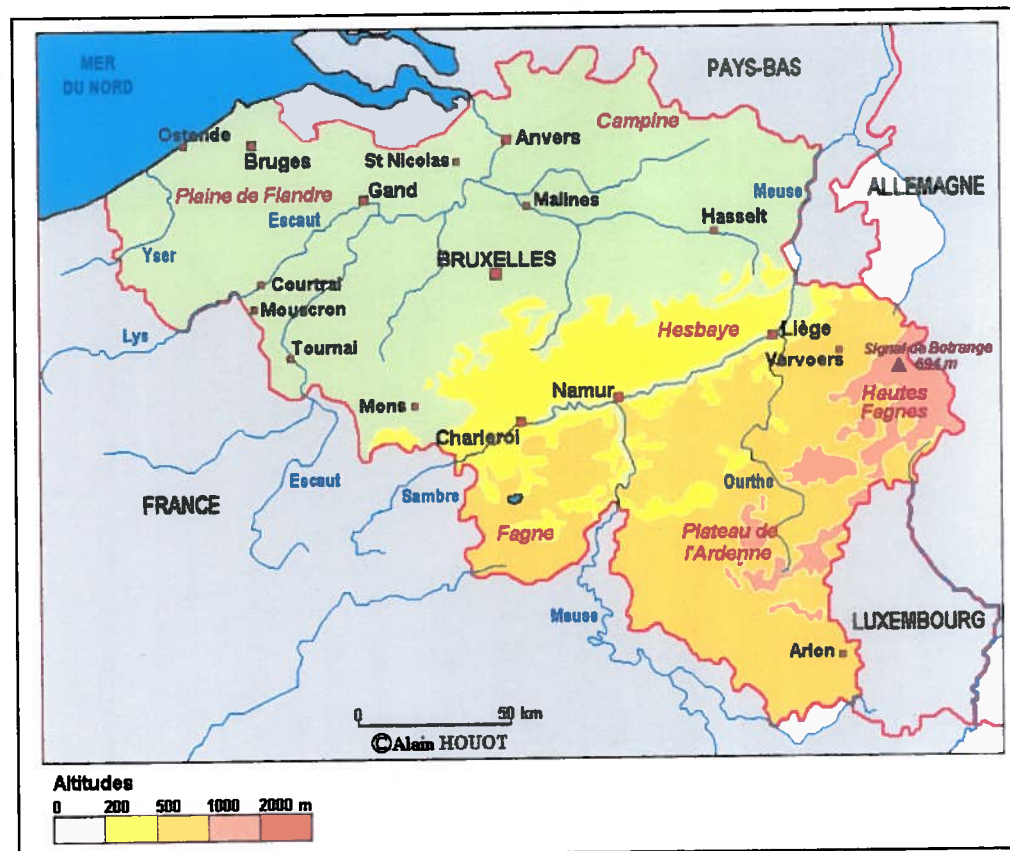 MER
DU NORD
PAYS-BAS
Ostende
Bruges
St Nicolas
Anvers
Campine
Plaine de Flandre
Gand
Escaut
Malines
Meuse
ALLEMAGNE
Hasselt
Yser
BRUXELLES
Courtrai
Mouscron
Lys
Tournai
Hesbaye
Liège
Vervoers
Signal de Botrange
694 m
Hautes
Fagnes
Mons
Namur
Charleroi
Escaut
Sambre
Ourthe
FRANCE
Fagne
Plateau de
l'Ardenne
Meuse
LUXEMBOURG
Arlon
0 50 km
©Alain HOUOT
Altitudes
0 200 500 1000 2000 m